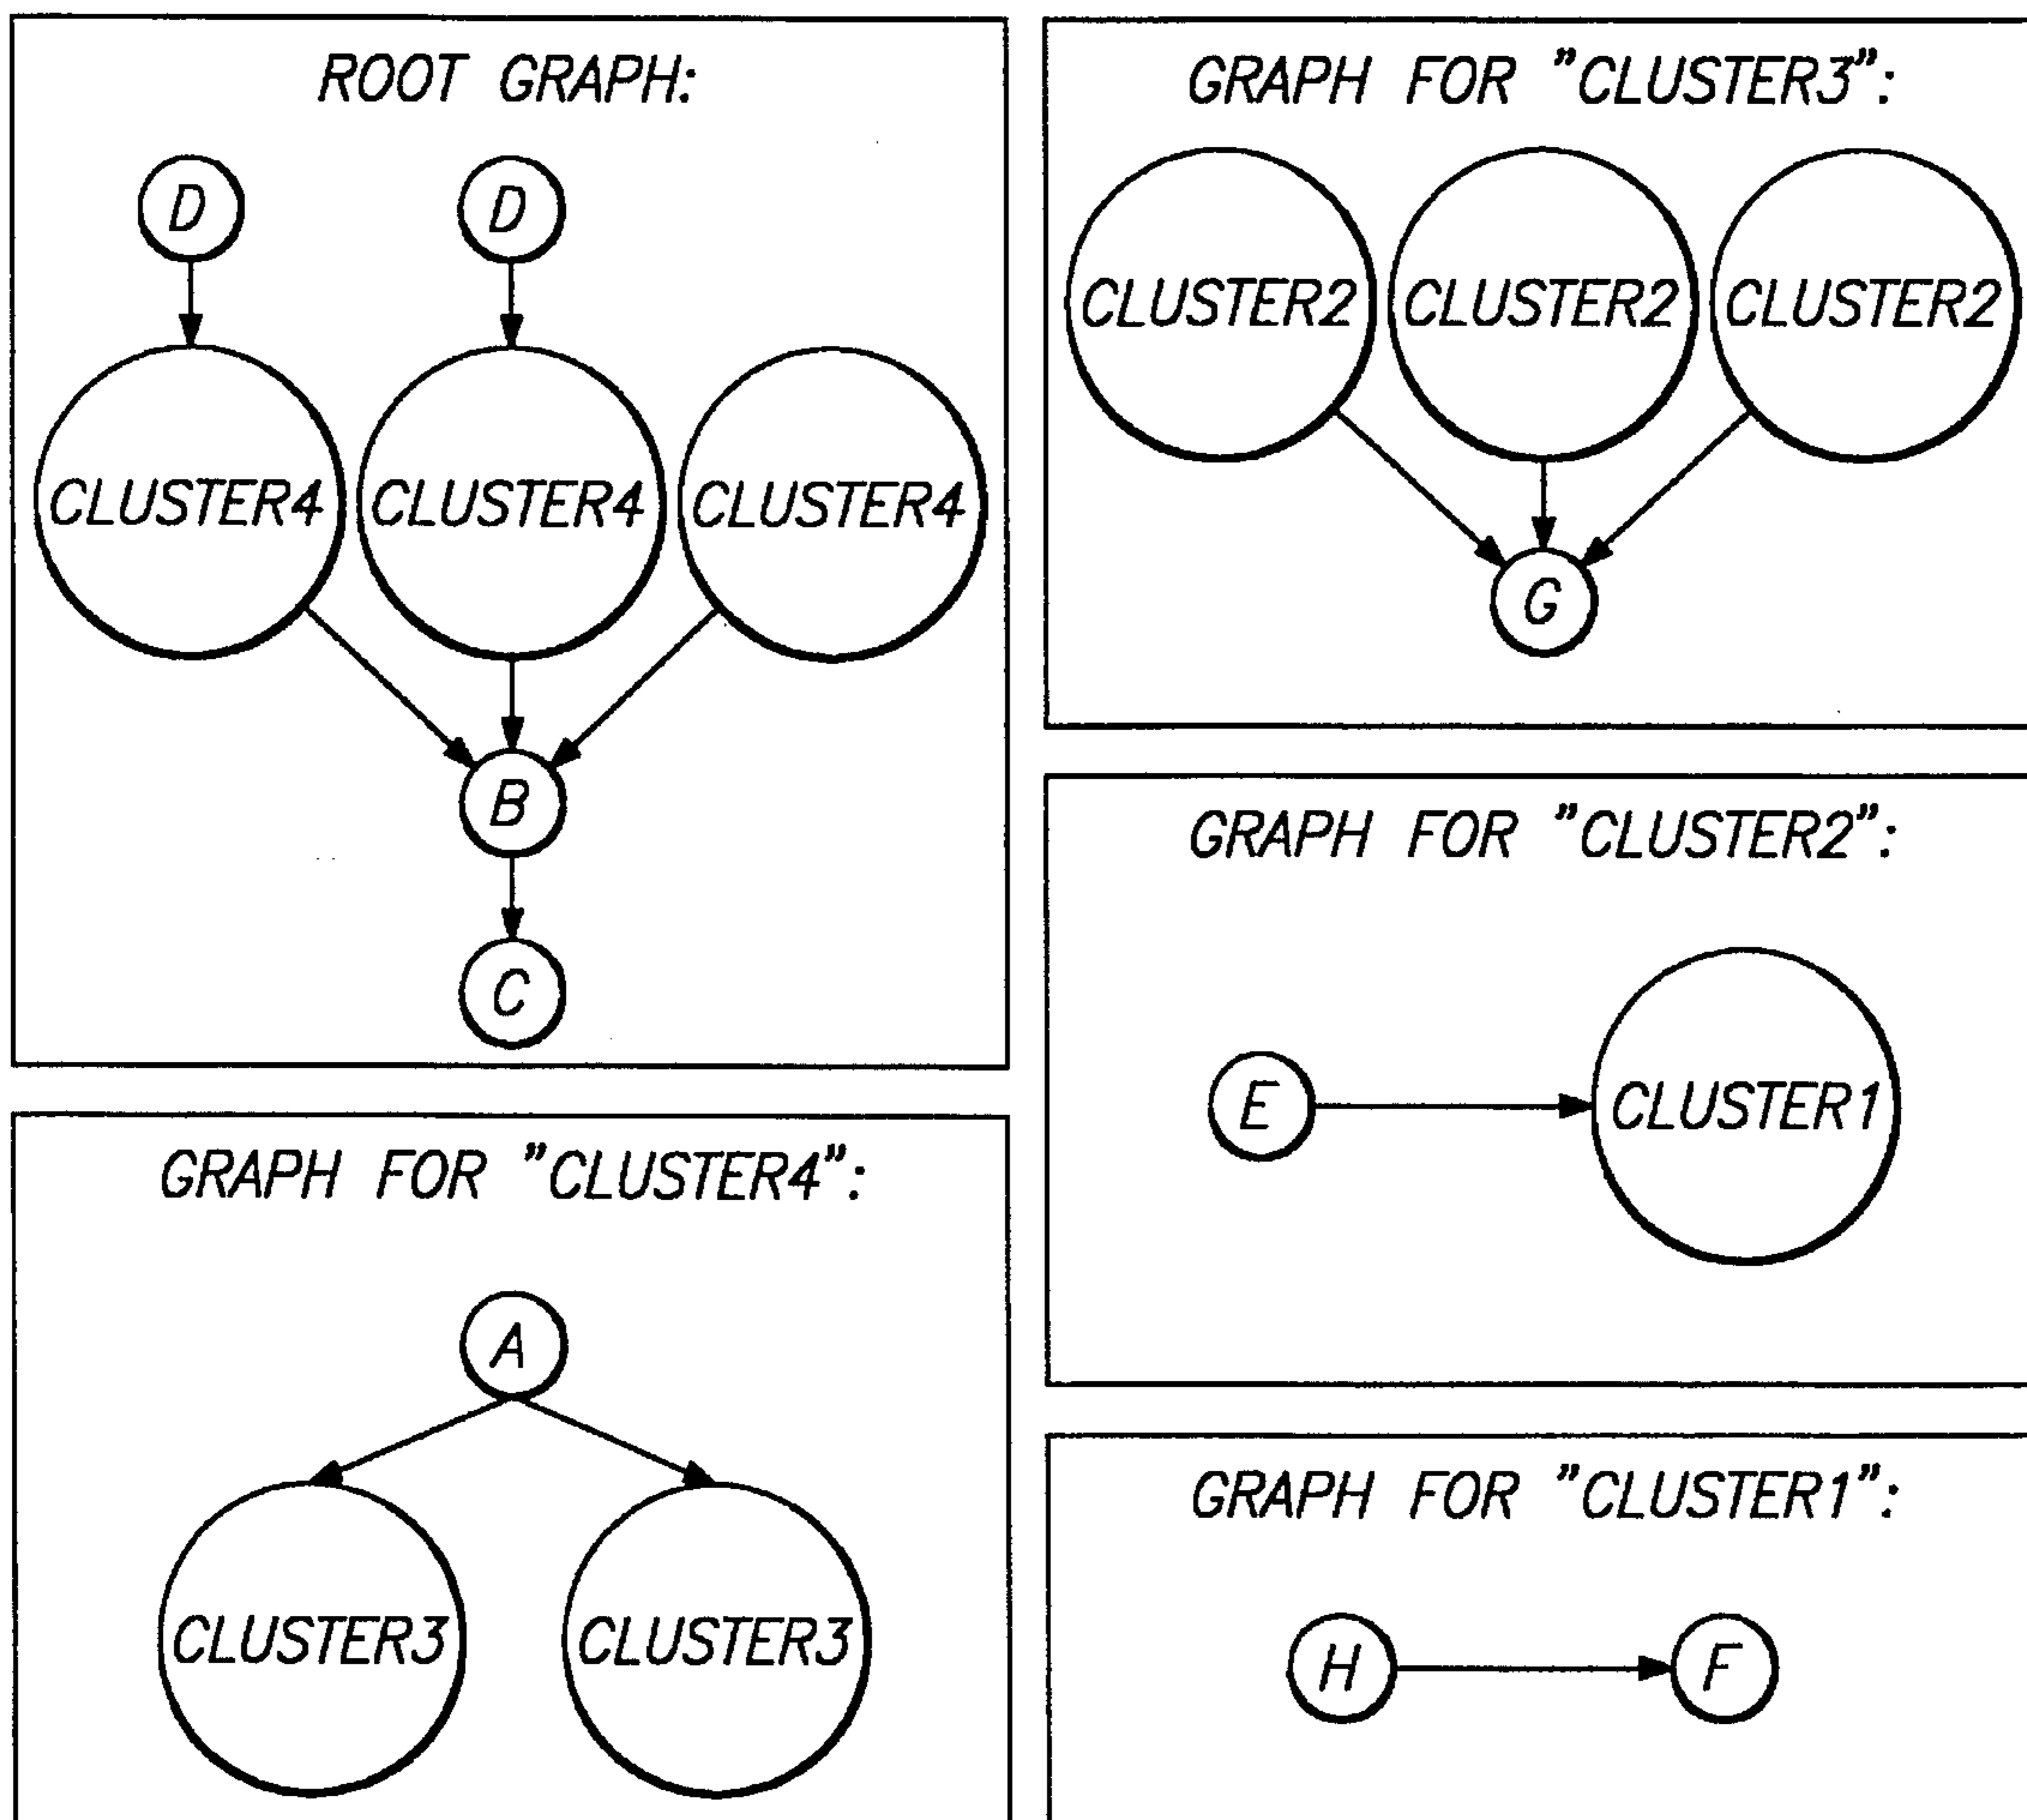 ROOT GRAPH:
D
D
CLUSTER4
CLUSTER4
CLUSTER4
B
C
GRAPH FOR "CLUSTER4":
A
CLUSTER3
CLUSTER3
GRAPH FOR "CLUSTER3":
CLUSTER2
CLUSTER2
CLUSTER2
G
GRAPH FOR "CLUSTER2":
E
CLUSTER1
GRAPH FOR "CLUSTER1":
H
F